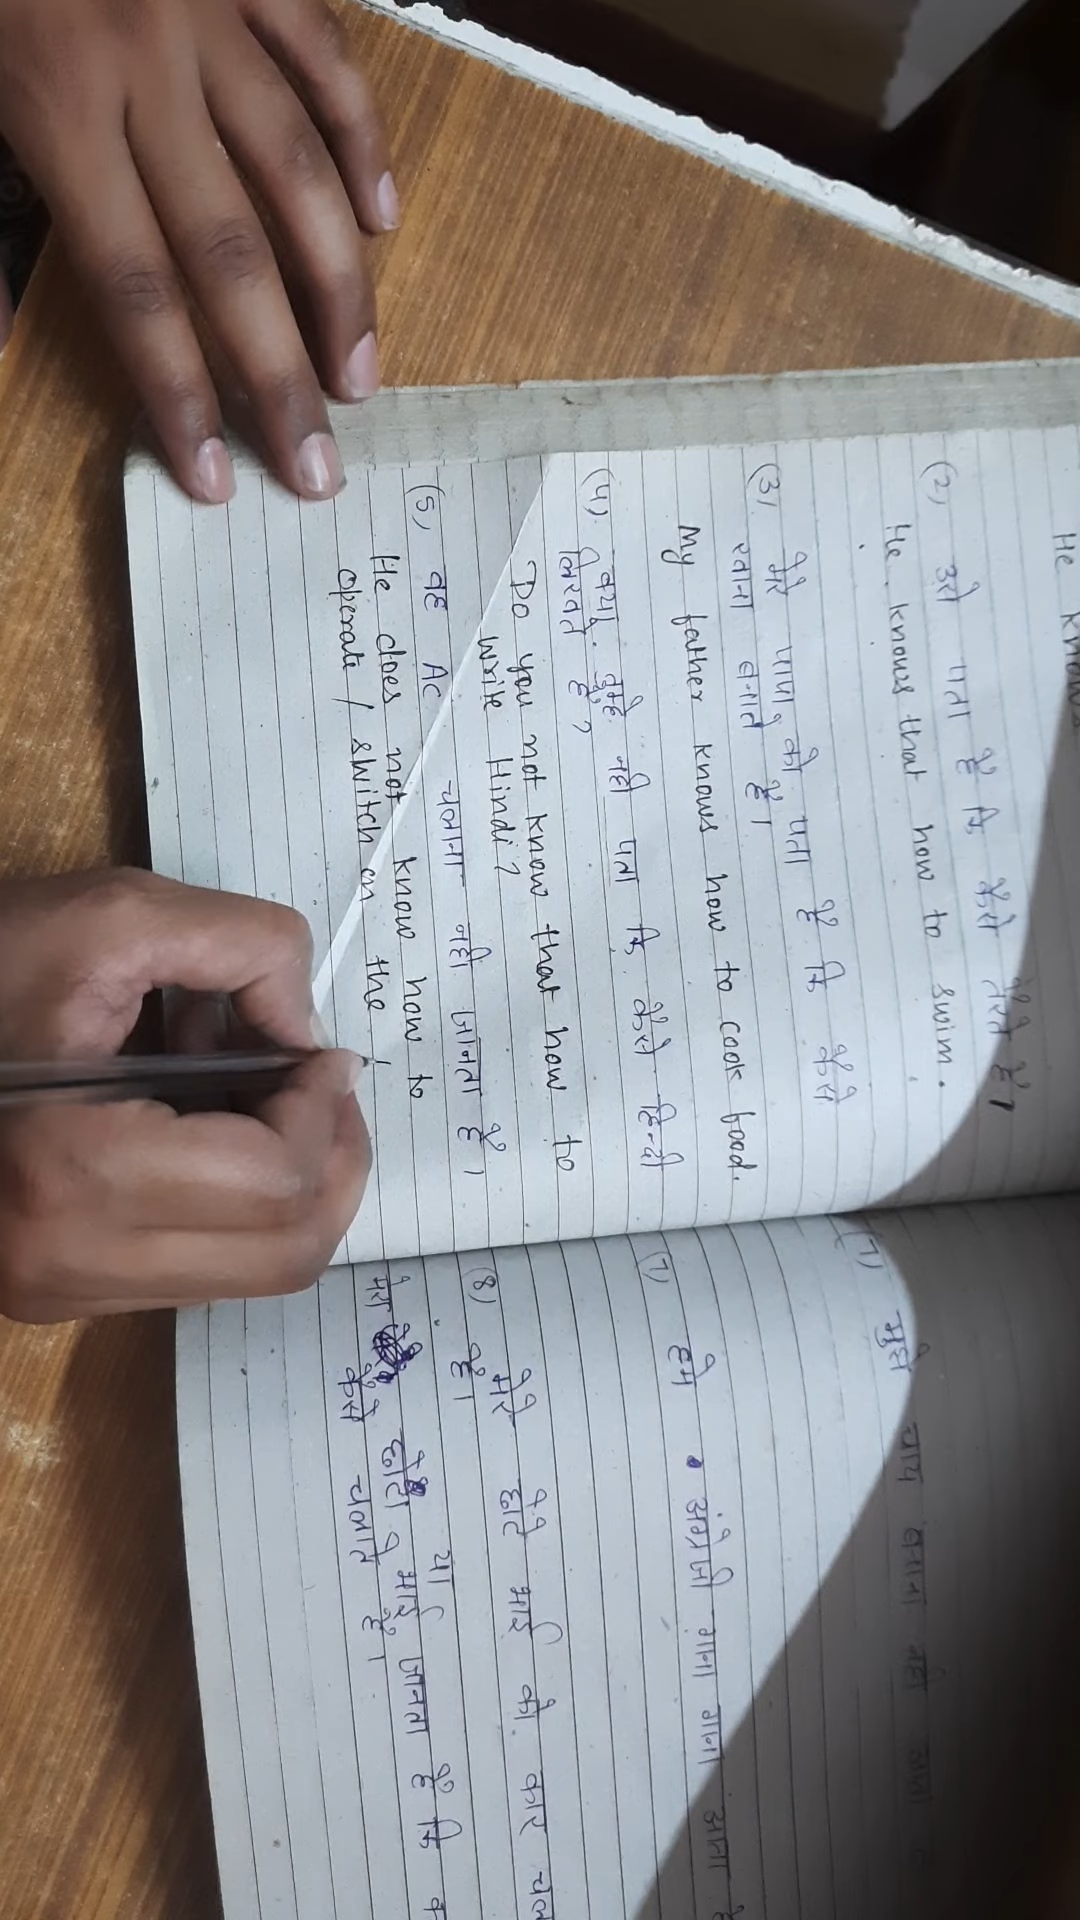 He knows
(2) उसे पता है कि कैसे तैरते हैं।
He knows that how to swim.
(3) मेरे पापा को पता है कि कैसे
खाना बनाते हैं।
My father knows how to cook food.
(4) क्या तुम्हे नही पता कि कैसे हिन्दी
लिखते है?
Do you not know that how to
write Hindi?
(5) वह AC चलाना नही जानता है।
He does not know how to
operate / switch on the
(7) मुझे चाय बनाना नही आता
(7) हमे अंग्रेजी गाना गाना आता
(8) मेरे छोटे भाई को कार
है।
या
मेरा छोटा भाई जानता है कि
कैसे चलाते है।